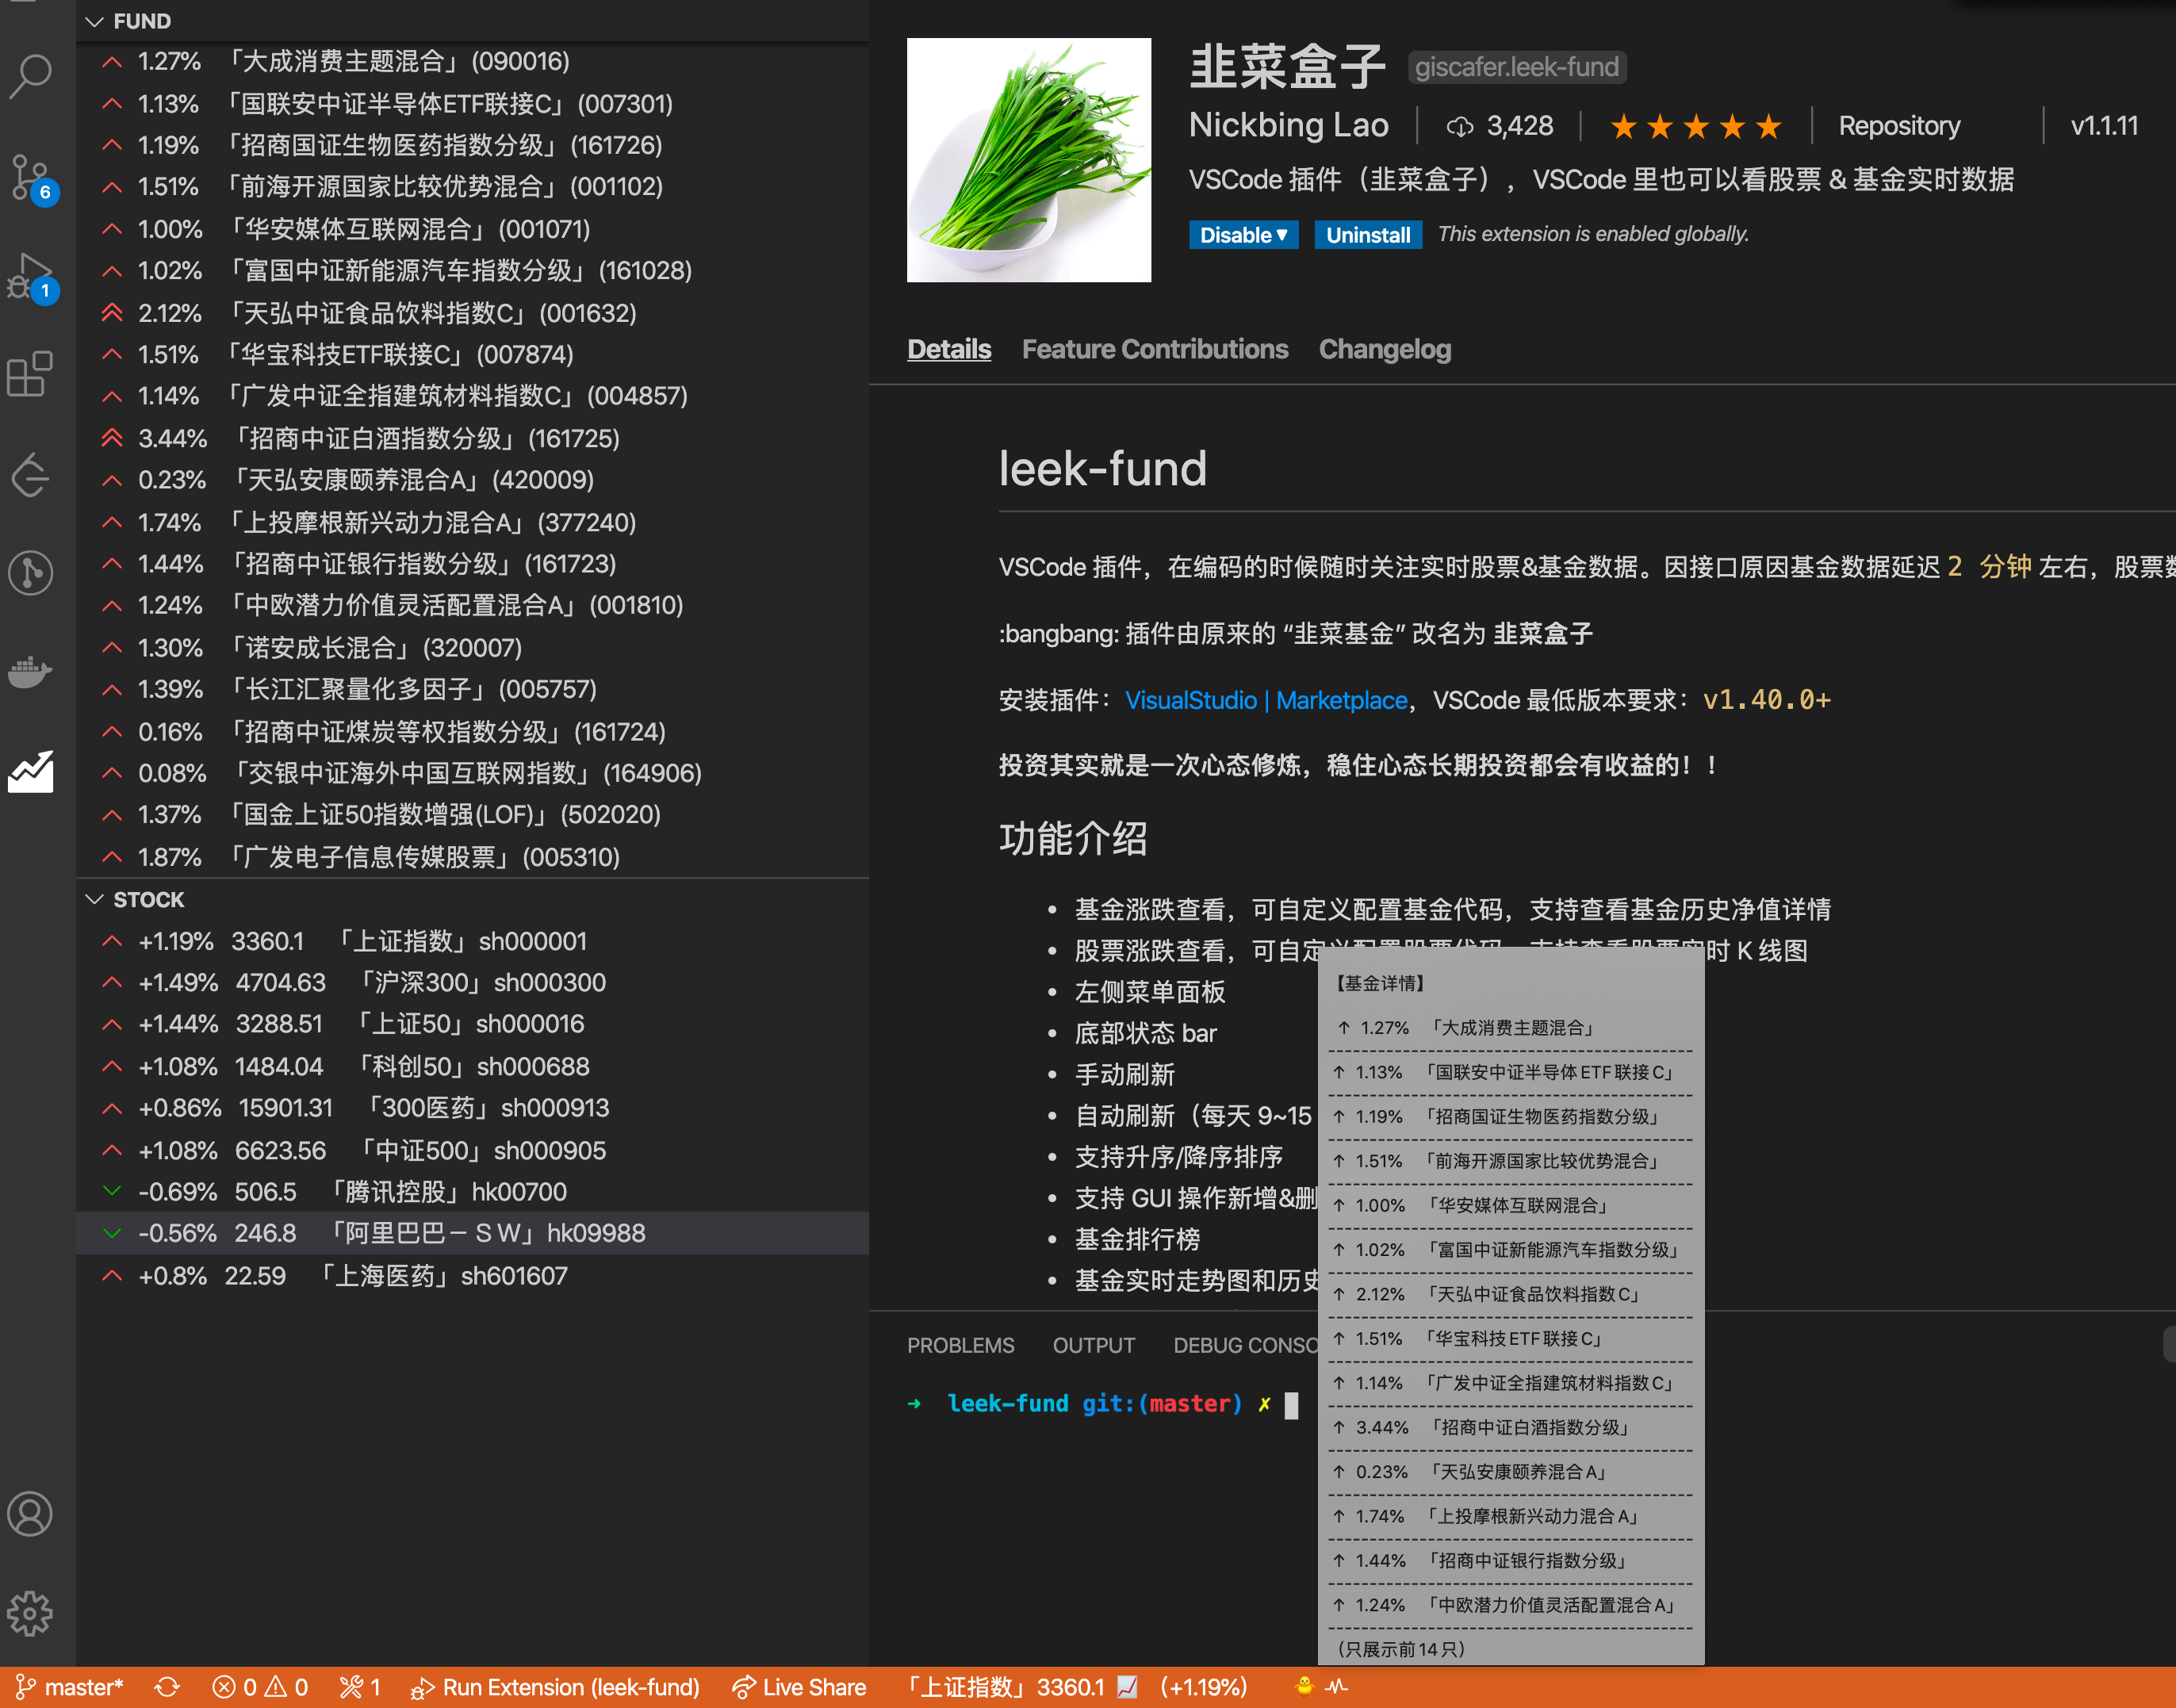 FUND
1.27% 「大成消费主题混合」(090016)
1.13% 「国联安中证半导体ETF联接C」(007301)
1.19% 「招商国证生物医药指数分级」(161726)
1.51% 「前海开源国家比较优势混合」(001102)
1.00% 「华安媒体互联网混合」(001071)
1.02% 「富国中证新能源汽车指数分级」(161028)
2.12% 「天弘中证食品饮料指数C」(001632)
1.51% 「华宝科技ETF联接C」(007874)
1.14% 「广发中证全指建筑材料指数C」(004857)
3.44% 「招商中证白酒指数分级」(161725)
0.23% 「天弘安康颐养混合A」(420009)
1.74% 「上投摩根新兴动力混合A」(377240)
1.44% 「招商中证银行指数分级」(161723)
1.24% 「中欧潜力价值灵活配置混合A」(001810)
1.30% 「诺安成长混合」(320007)
1.39% 「长江汇聚量化多因子」(005757)
0.16% 「招商中证煤炭等权指数分级」(161724)
0.08% 「交银中证海外中国互联网指数」(164906)
1.37% 「国金上证50指数增强(LOF)」(502020)
1.87% 「广发电子信息传媒股票」(005310)
STOCK
+1.19% 3360.1 「上证指数」sh000001
+1.49% 4704.63 「沪深300」sh000300
+1.44% 3288.51 「上证50」sh000016
+1.08% 1484.04 「科创50」sh000688
+0.86% 15901.31 「300医药」sh000913
+1.08% 6623.56 「中证500」sh000905
-0.69% 506.5 「腾讯控股」hk00700
-0.56% 246.8 「阿里巴巴－ＳＷ」hk09988
+0.8% 22.59 「上海医药」sh601607
6
1
韭菜盒子 giscafer.leek-fund
Nickbing Lao | 3,428 | ★★★★★ | Repository | v1.1.11
VSCode 插件（韭菜盒子），VSCode 里也可以看股票 & 基金实时数据
Disable▼ Uninstall This extension is enabled globally.
Details Feature Contributions Changelog
leek-fund
VSCode 插件，在编码的时候随时关注实时股票&基金数据。因接口原因基金数据延迟 2 分钟 左右，股票
:bangbang: 插件由原来的 “韭菜基金” 改名为 韭菜盒子
安装插件：VisualStudio | Marketplace，VSCode 最低版本要求：v1.40.0+
投资其实就是一次心态修炼，稳住心态长期投资都会有收益的！！
功能介绍
• 基金涨跌查看，可自定义配置基金代码，支持查看基金历史净值详情
• 股票涨跌查看，可自定义配置股票代码，支持查看股票实时 K 线图
• 左侧菜单面板
• 底部状态 bar
• 手动刷新
• 自动刷新（每天 9~15
• 支持升序/降序排序
• 支持 GUI 操作新增&删
• 基金排行榜
• 基金实时走势图和历史
【基金详情】
↑ 1.27% 「大成消费主题混合」
↑ 1.13% 「国联安中证半导体ETF联接C」
↑ 1.19% 「招商国证生物医药指数分级」
↑ 1.51% 「前海开源国家比较优势混合」
↑ 1.00% 「华安媒体互联网混合」
↑ 1.02% 「富国中证新能源汽车指数分级」
↑ 2.12% 「天弘中证食品饮料指数C」
↑ 1.51% 「华宝科技ETF联接C」
↑ 1.14% 「广发中证全指建筑材料指数C」
↑ 3.44% 「招商中证白酒指数分级」
↑ 0.23% 「天弘安康颐养混合A」
↑ 1.74% 「上投摩根新兴动力混合A」
↑ 1.44% 「招商中证银行指数分级」
↑ 1.24% 「中欧潜力价值灵活配置混合A」
（只展示前14只）
PROBLEMS OUTPUT DEBUG CONSO
➜ leek-fund git:(master) ✗
master* 0 0 1 Run Extension (leek-fund) Live Share 「上证指数」3360.1 📈 （+1.19%） 🐥